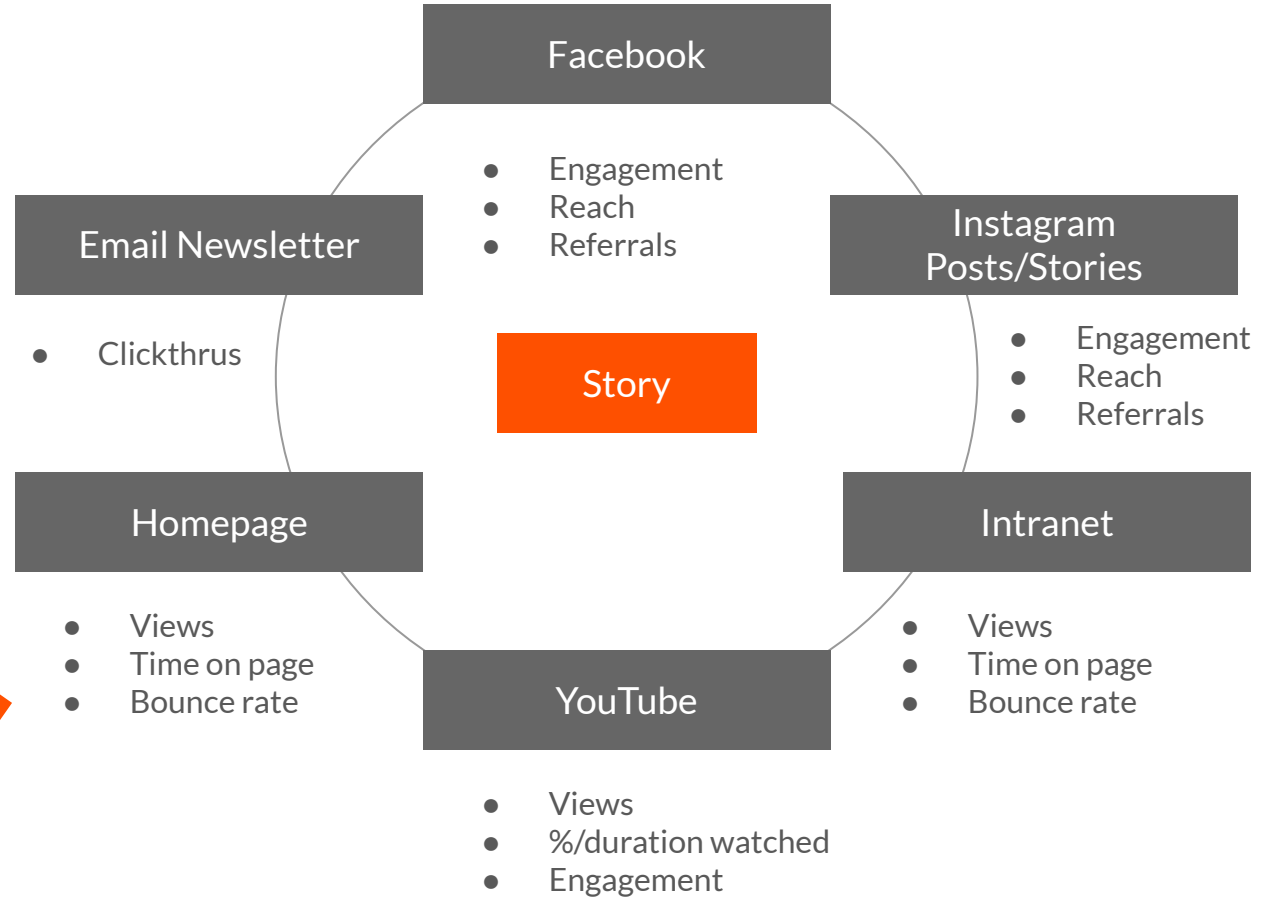 Facebook
● Engagement
● Reach
● Referrals
Email Newsletter
● Clickthrus
Instagram
Posts/Stories
● Engagement
● Reach
● Referrals
Story
Homepage
● Views
● Time on page
● Bounce rate
Intranet
● Views
● Time on page
● Bounce rate
YouTube
● Views
● %/duration watched
● Engagement